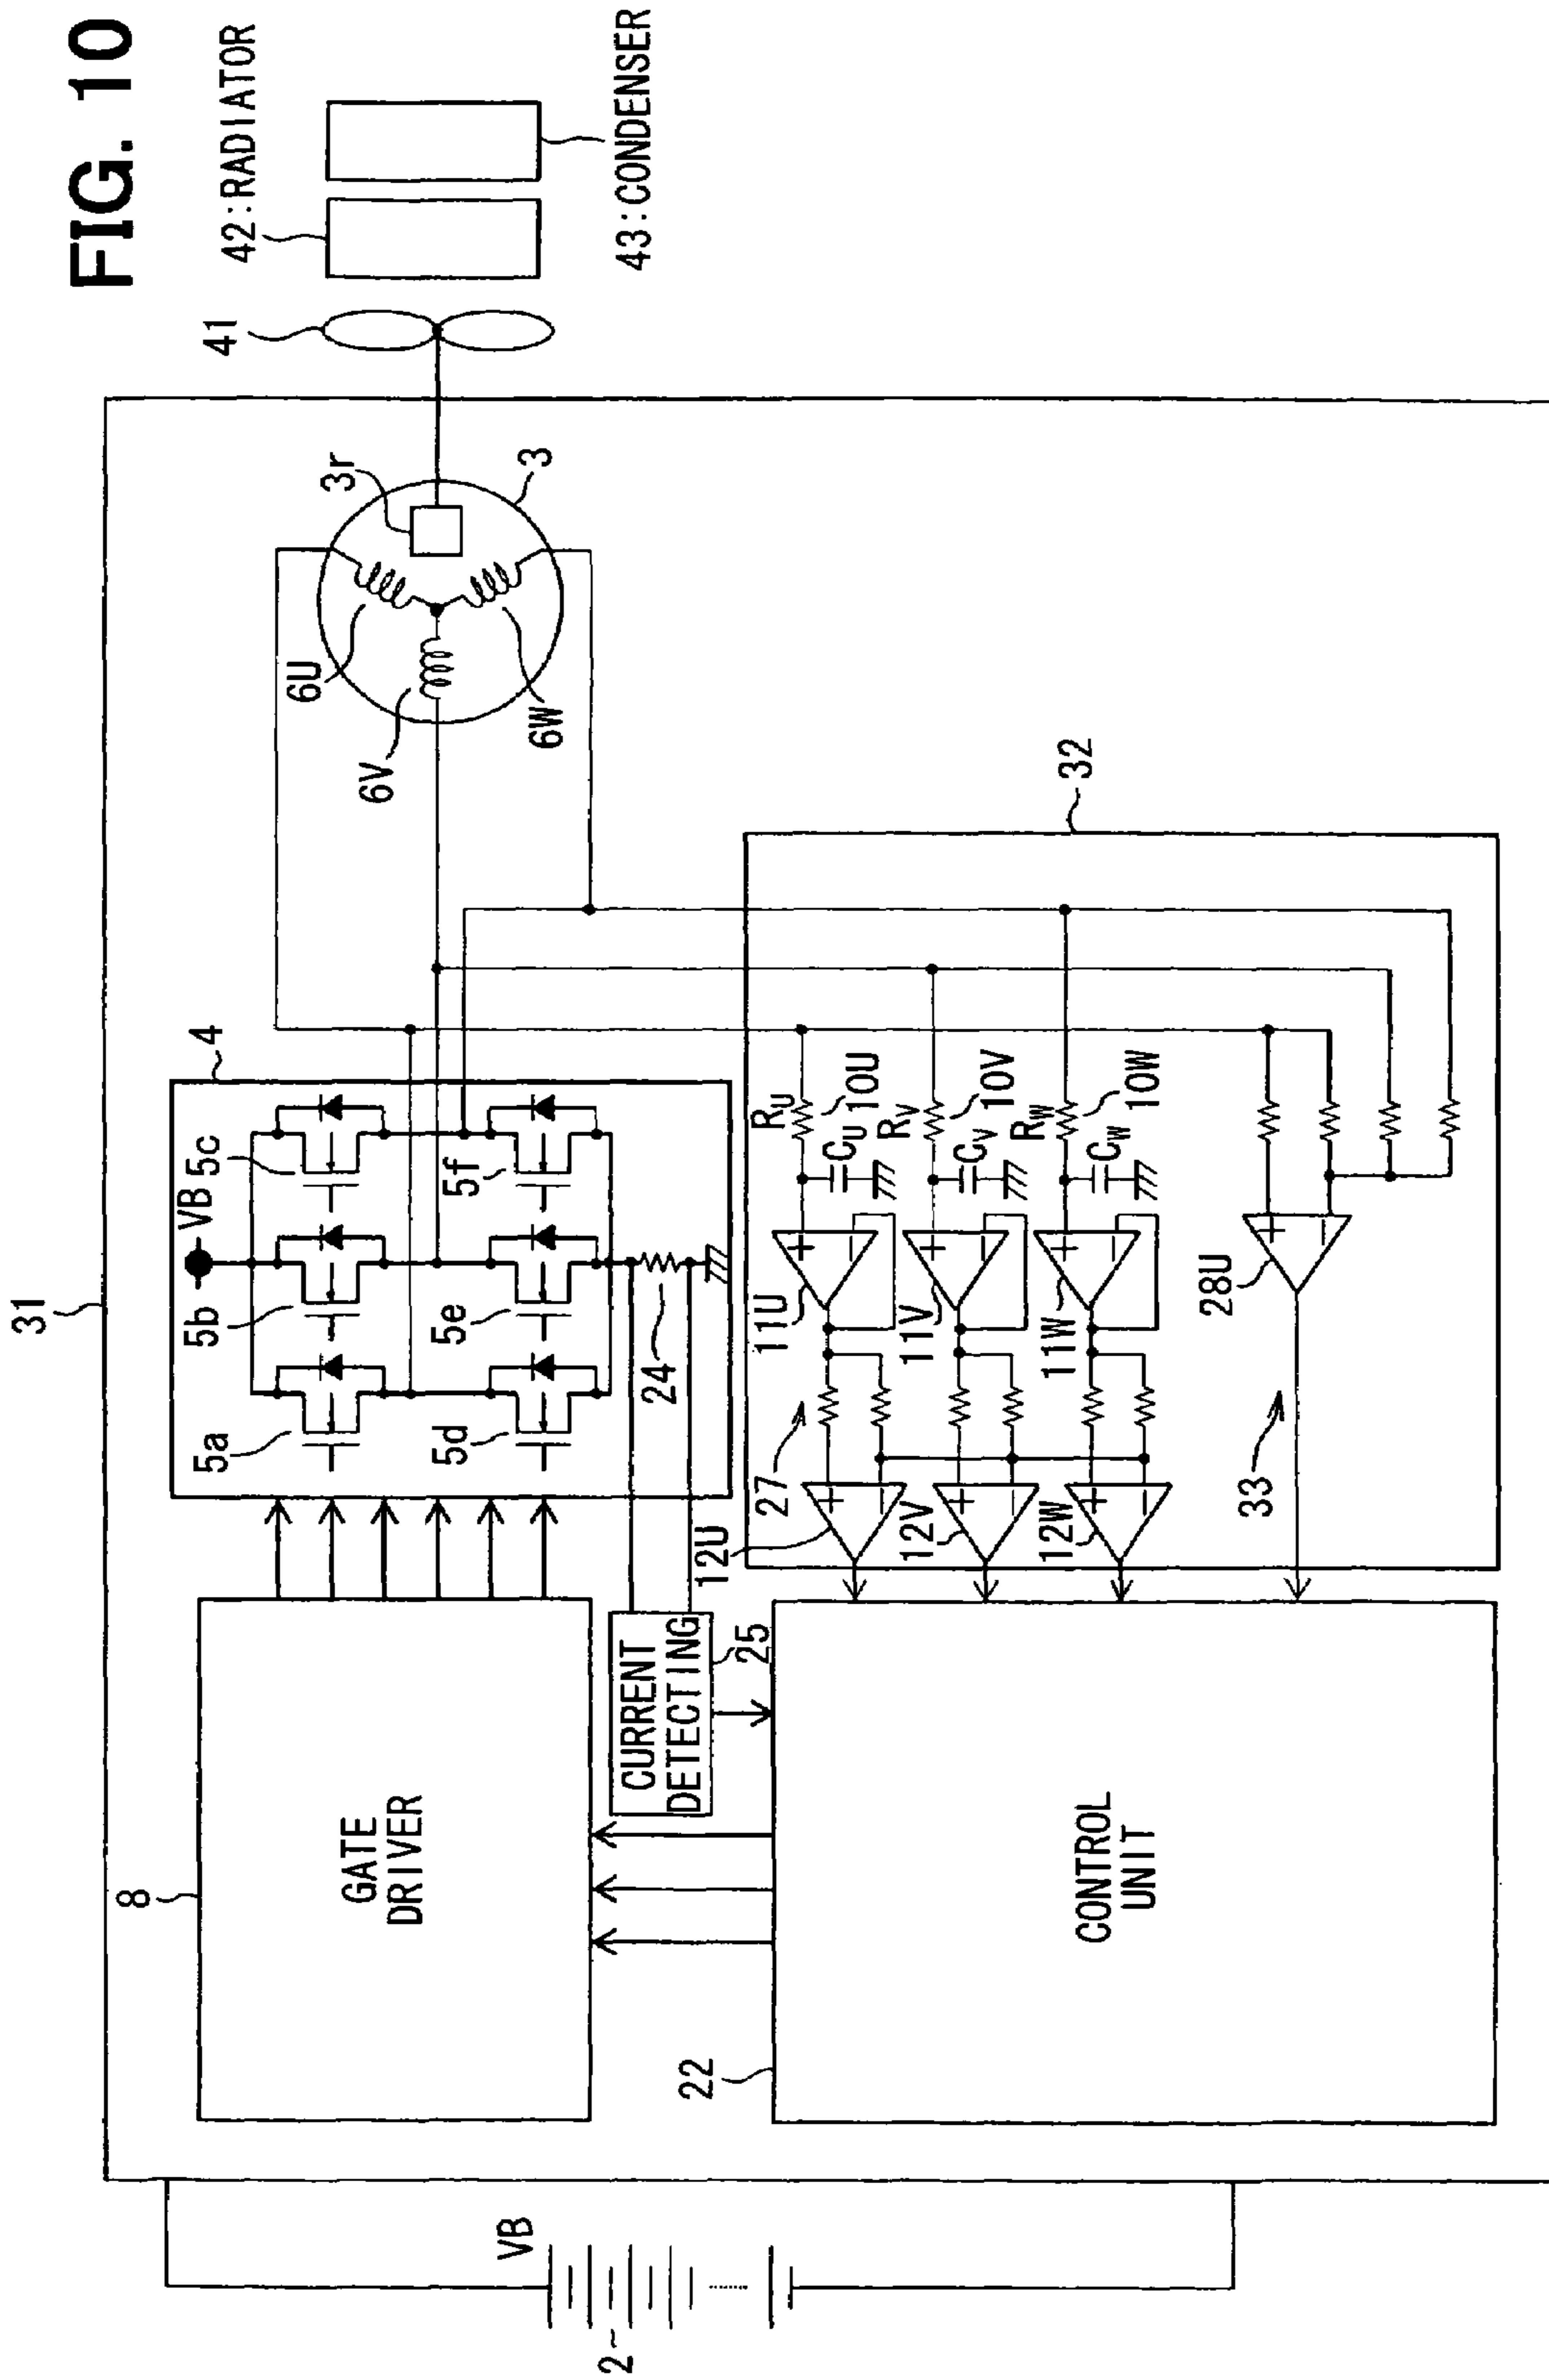 FIG. 10
31
42:RADIATOR
43:CONDENSER
41
3r
3
6U
6V
6W
4
VB
5a
5b
5c
5d
5e
5f
24
8
GATE
DRIVER
CURRENT
DETECTING
25
22
CONTROL
UNIT
VB
2
32
RU
10U
CU
RV
10V
CV
RW
10W
CW
+
−
11U
+
−
11V
+
−
11W
27
+
−
12U
+
−
12V
+
−
12W
+
−
28U
33